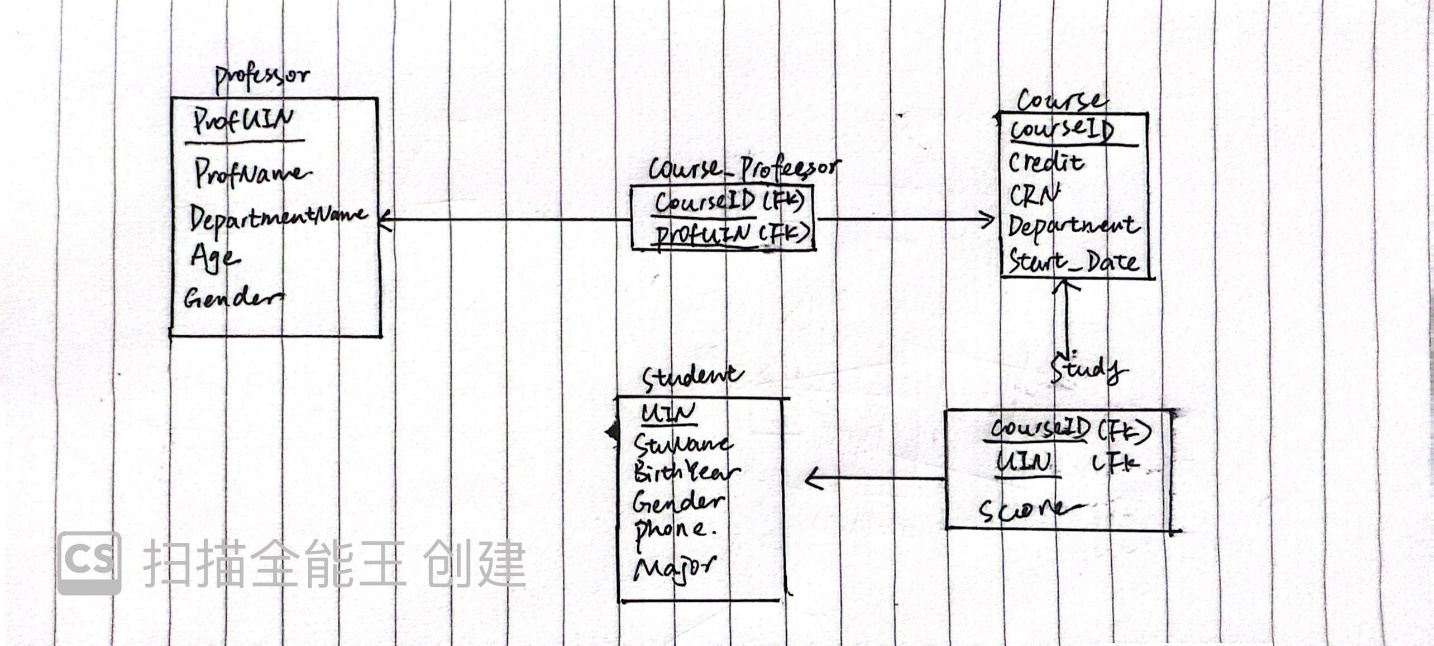 Professor
ProfUIN
ProfName
DepartmentName
Age
Gender
Course_Professor
CourseID (FK)
ProfUIN (FK)
Course
CourseID
Credit
CRN
Department
Start_Date
Student
UIN
StuName
BirthYear
Gender
Phone.
Major
Study
CourseID (FK)
UIN (FK
Score
CS 扫描全能王 创建